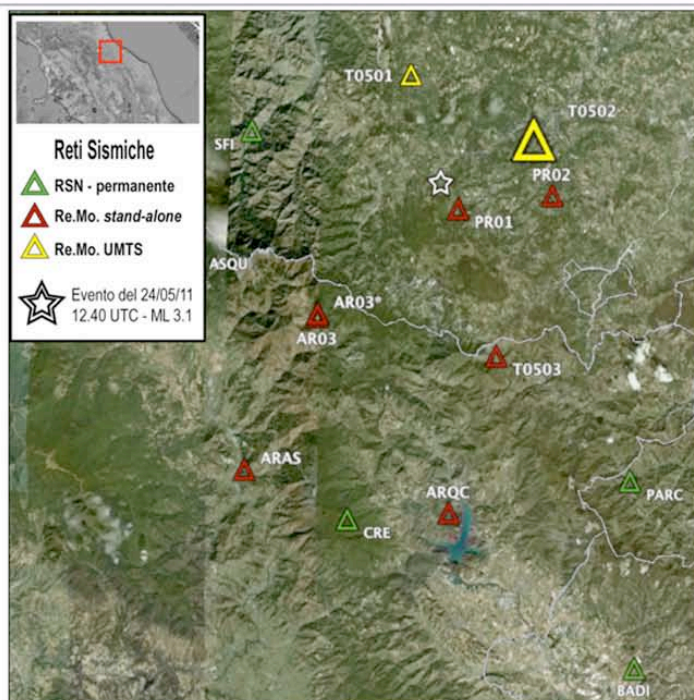 Reti Sismiche
RSN - permanente
Re.Mo. stand-alone
Re.Mo. UMTS
Evento del 24/05/11
12.40 UTC - ML 3.1
T0501
T0502
SFI
PR02
PR01
ASQU
AR03*
AR03
T0503
ARAS
ARQC
PARC
CRE
BADI